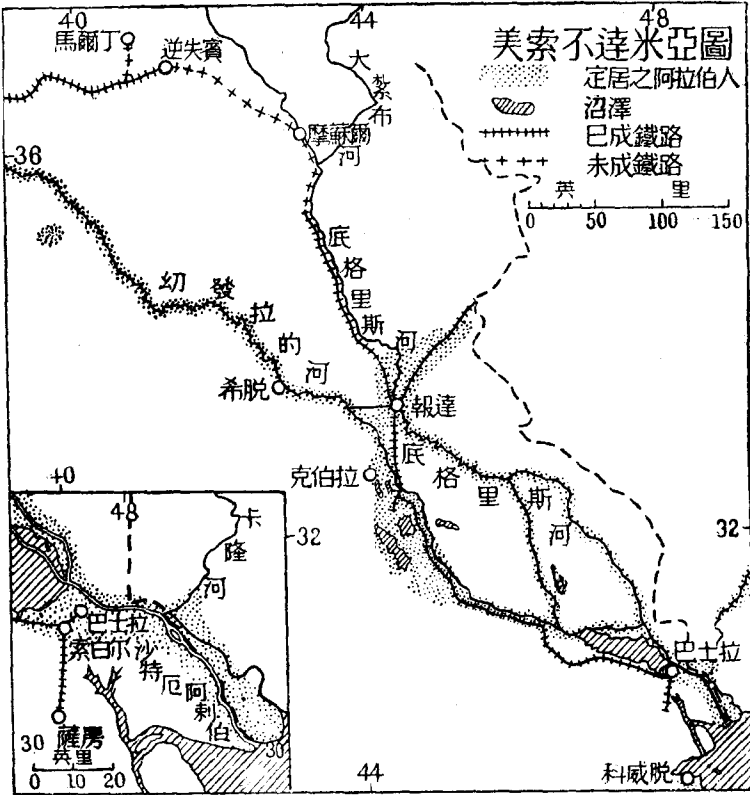 美索不達米亞圖
定居之阿拉伯人
沼澤
巳成鐵路
未成鐵路
英里
0 50 100 150
40
44
48
馬爾丁
逆失賓
大紮布河
摩蘇爾
36
底格里斯河
幼發拉的河
希脫
報達
克伯拉
底格里斯河
32
32
巴士拉
科威脫
44
40
48
卡隆河
巴士拉
索白尔
沙特厄阿剌伯
薩房
30
30
英里
0 10 20